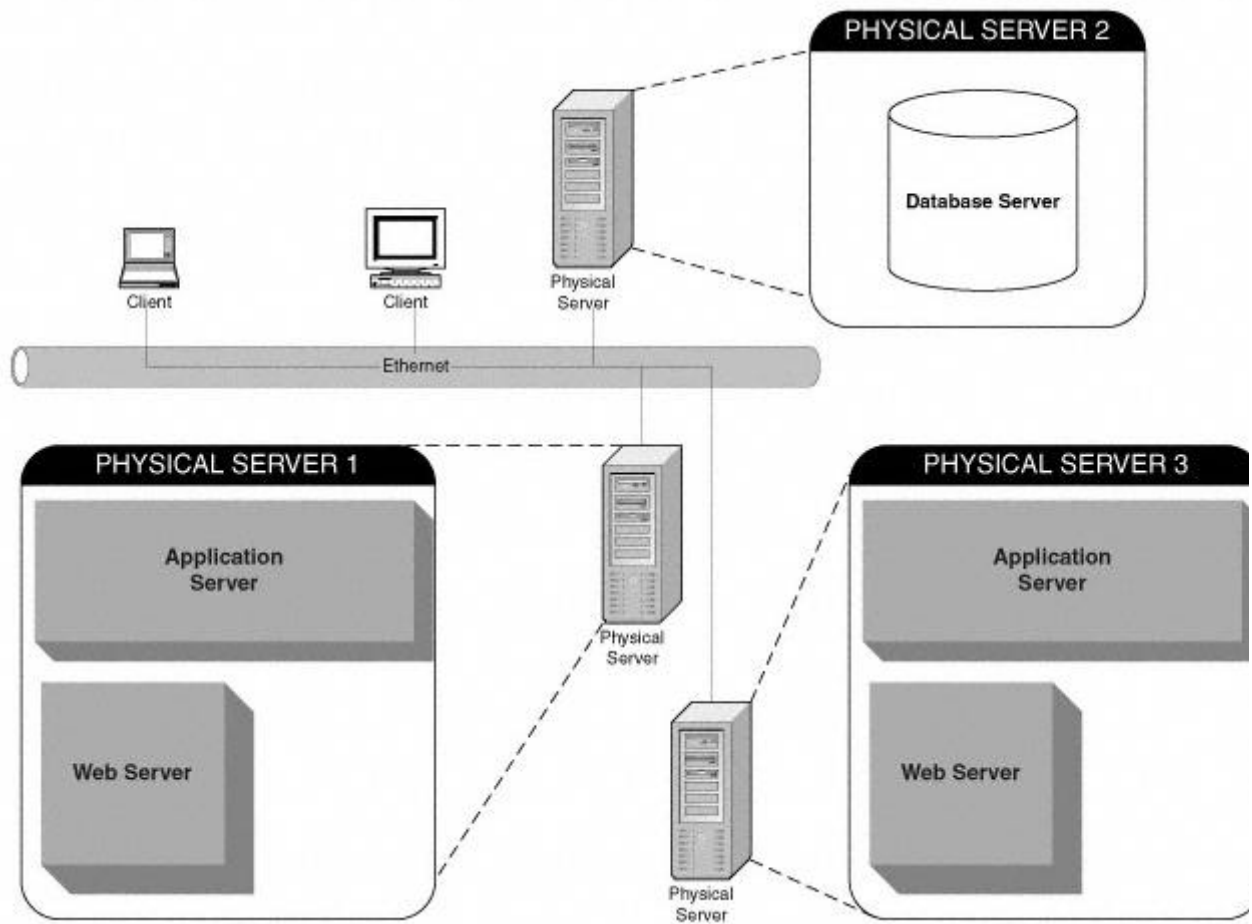 PHYSICAL SERVER 2
Database Server
Client
Client
Physical
Server
Ethernet
PHYSICAL SERVER 1
Application
Server
Web Server
Physical
Server
PHYSICAL SERVER 3
Application
Server
Web Server
Physical
Server